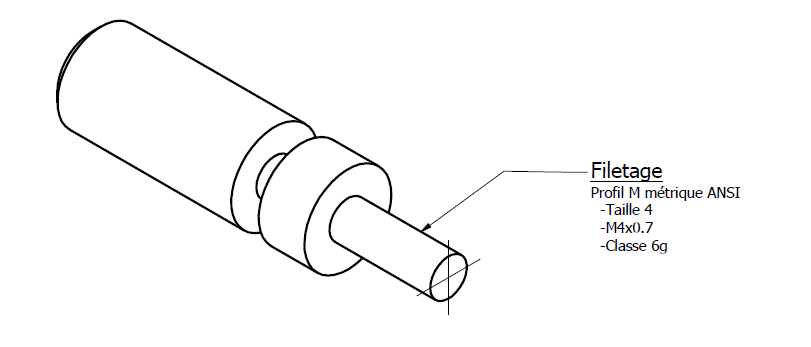 Filetage
Profil M métrique ANSI
-Taille 4
-M4x0.7
-Classe 6g